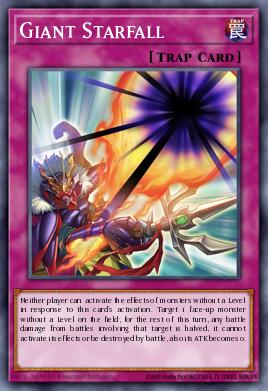 Giant Starfall
TRAP
罠
[Trap Card]
Neither player can activate the effects of monsters without a Level
in response to this card's activation. Target 1 face-up monster
without a Level on the field; for the rest of this turn, any battle
damage from battles involving that target is halved, it cannot
activate its effects or be destroyed by battle, also its ATK becomes 0.